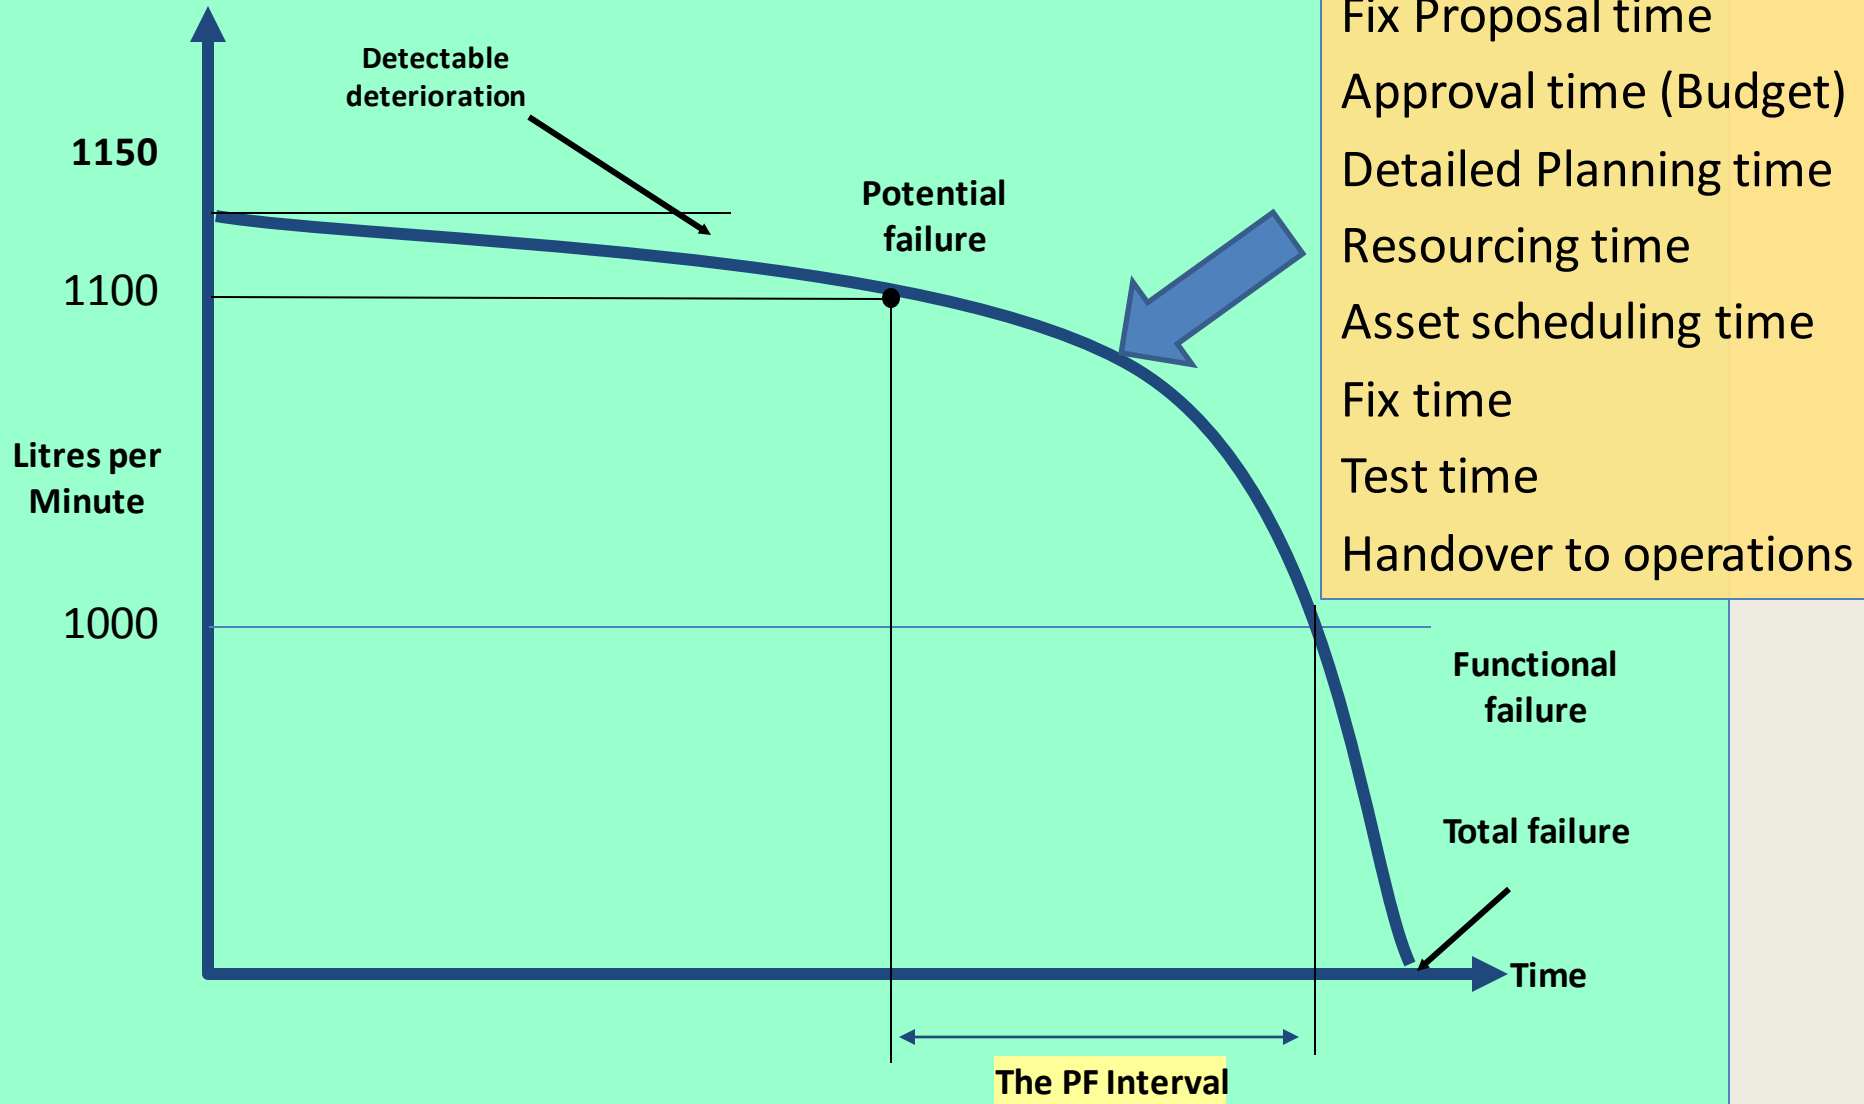 Detectable
deterioration
1150
Potential
failure
1100
Litres per
Minute
1000
Functional
failure
Total failure
Time
The PF Interval
Fix Proposal time
Approval time (Budget)
Detailed Planning time
Resourcing time
Asset scheduling time
Fix time
Test time
Handover to operations